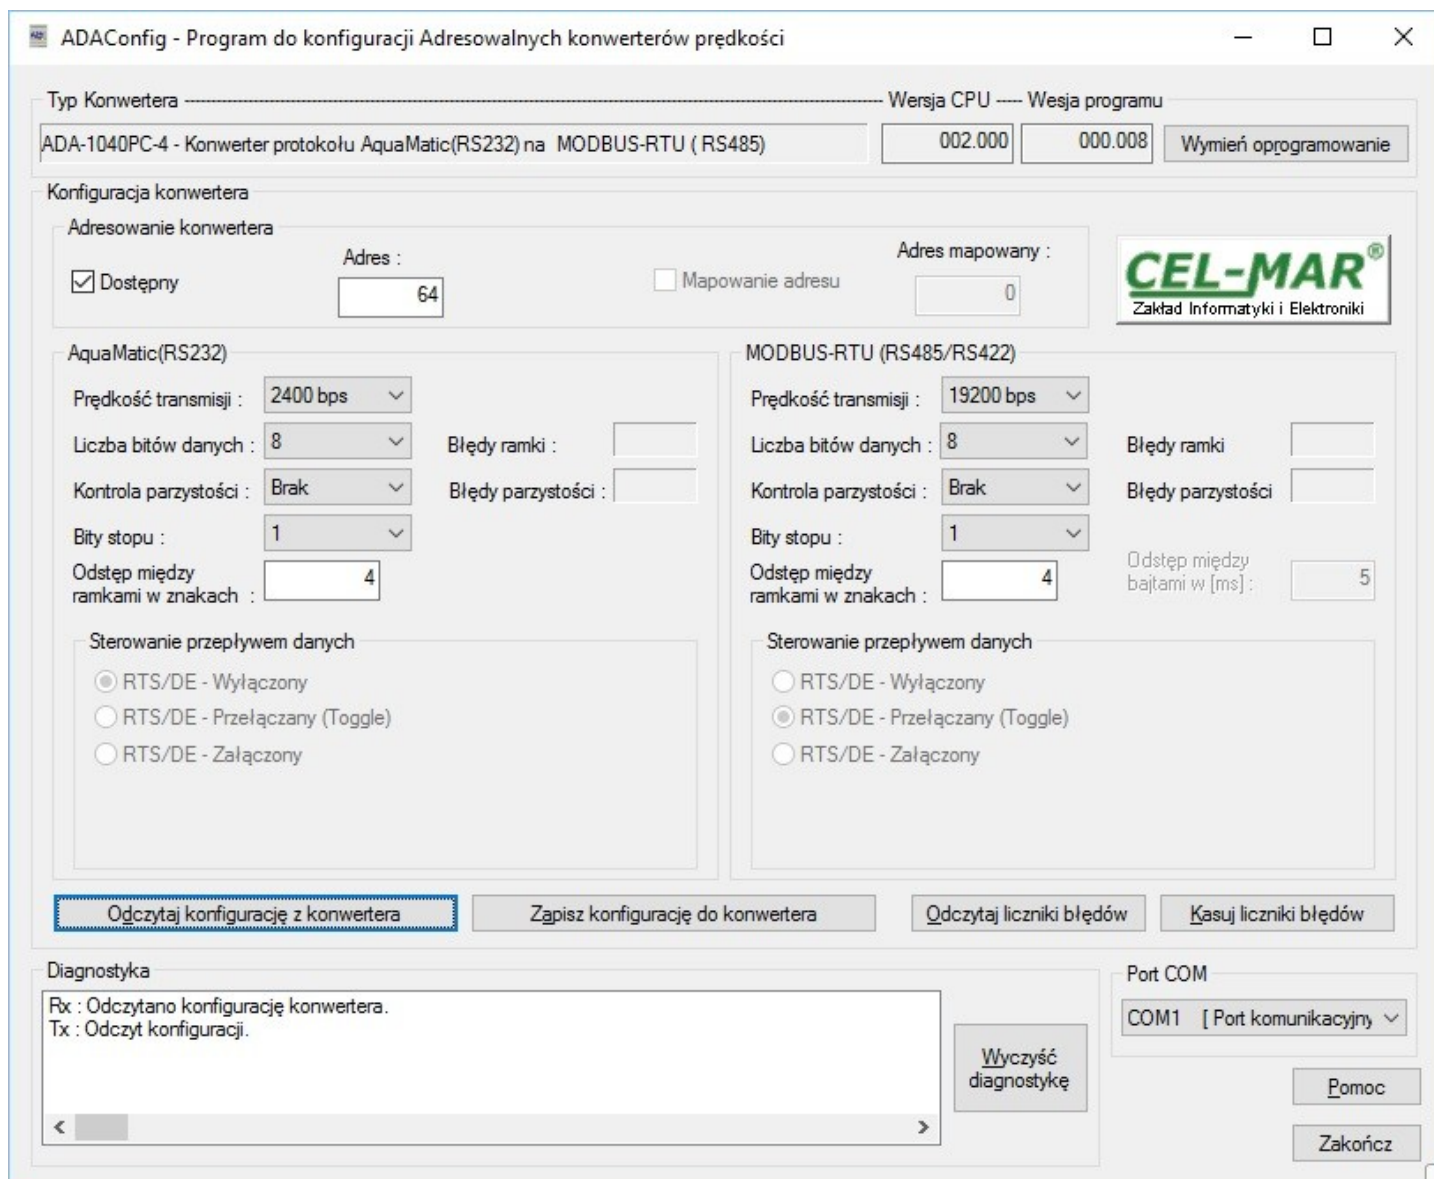 ADAConfig - Program do konfiguracji Adresowalnych konwerterów prędkości
Typ Konwertera Wersja CPU Wesja programu
ADA-1040PC-4 - Konwerter protokołu AquaMatic(RS232) na MODBUS-RTU ( RS485) 002.000 000.008 Wymień oprogramowanie
Konfiguracja konwertera
Adresowanie konwertera
Adres : Adres mapowany :
Dostępny 64 Mapowanie adresu 0
CEL-MAR®
Zakład Informatyki i Elektroniki
AquaMatic(RS232)
Prędkość transmisji : 2400 bps
Liczba bitów danych : 8 Błędy ramki :
Kontrola parzystości : Brak Błędy parzystości :
Bity stopu : 1
Odstęp między
ramkami w znakach : 4
Sterowanie przepływem danych
RTS/DE - Wyłączony
RTS/DE - Przełączany (Toggle)
RTS/DE - Załączony
MODBUS-RTU (RS485/RS422)
Prędkość transmisji : 19200 bps
Liczba bitów danych : 8 Błędy ramki
Kontrola parzystości : Brak Błędy parzystości
Bity stopu : 1
Odstęp między
ramkami w znakach : 4
Odstęp między
bajtami w [ms] : 5
Sterowanie przepływem danych
RTS/DE - Wyłączony
RTS/DE - Przełączany (Toggle)
RTS/DE - Załączony
Odczytaj konfigurację z konwertera Zapisz konfigurację do konwertera Odczytaj liczniki błędów Kasuj liczniki błędów
Diagnostyka
Rx : Odczytano konfigurację konwertera.
Tx : Odczyt konfiguracji.
Wyczyść
diagnostykę
Port COM
COM1 [ Port komunikacyjny
Pomoc
Zakończ